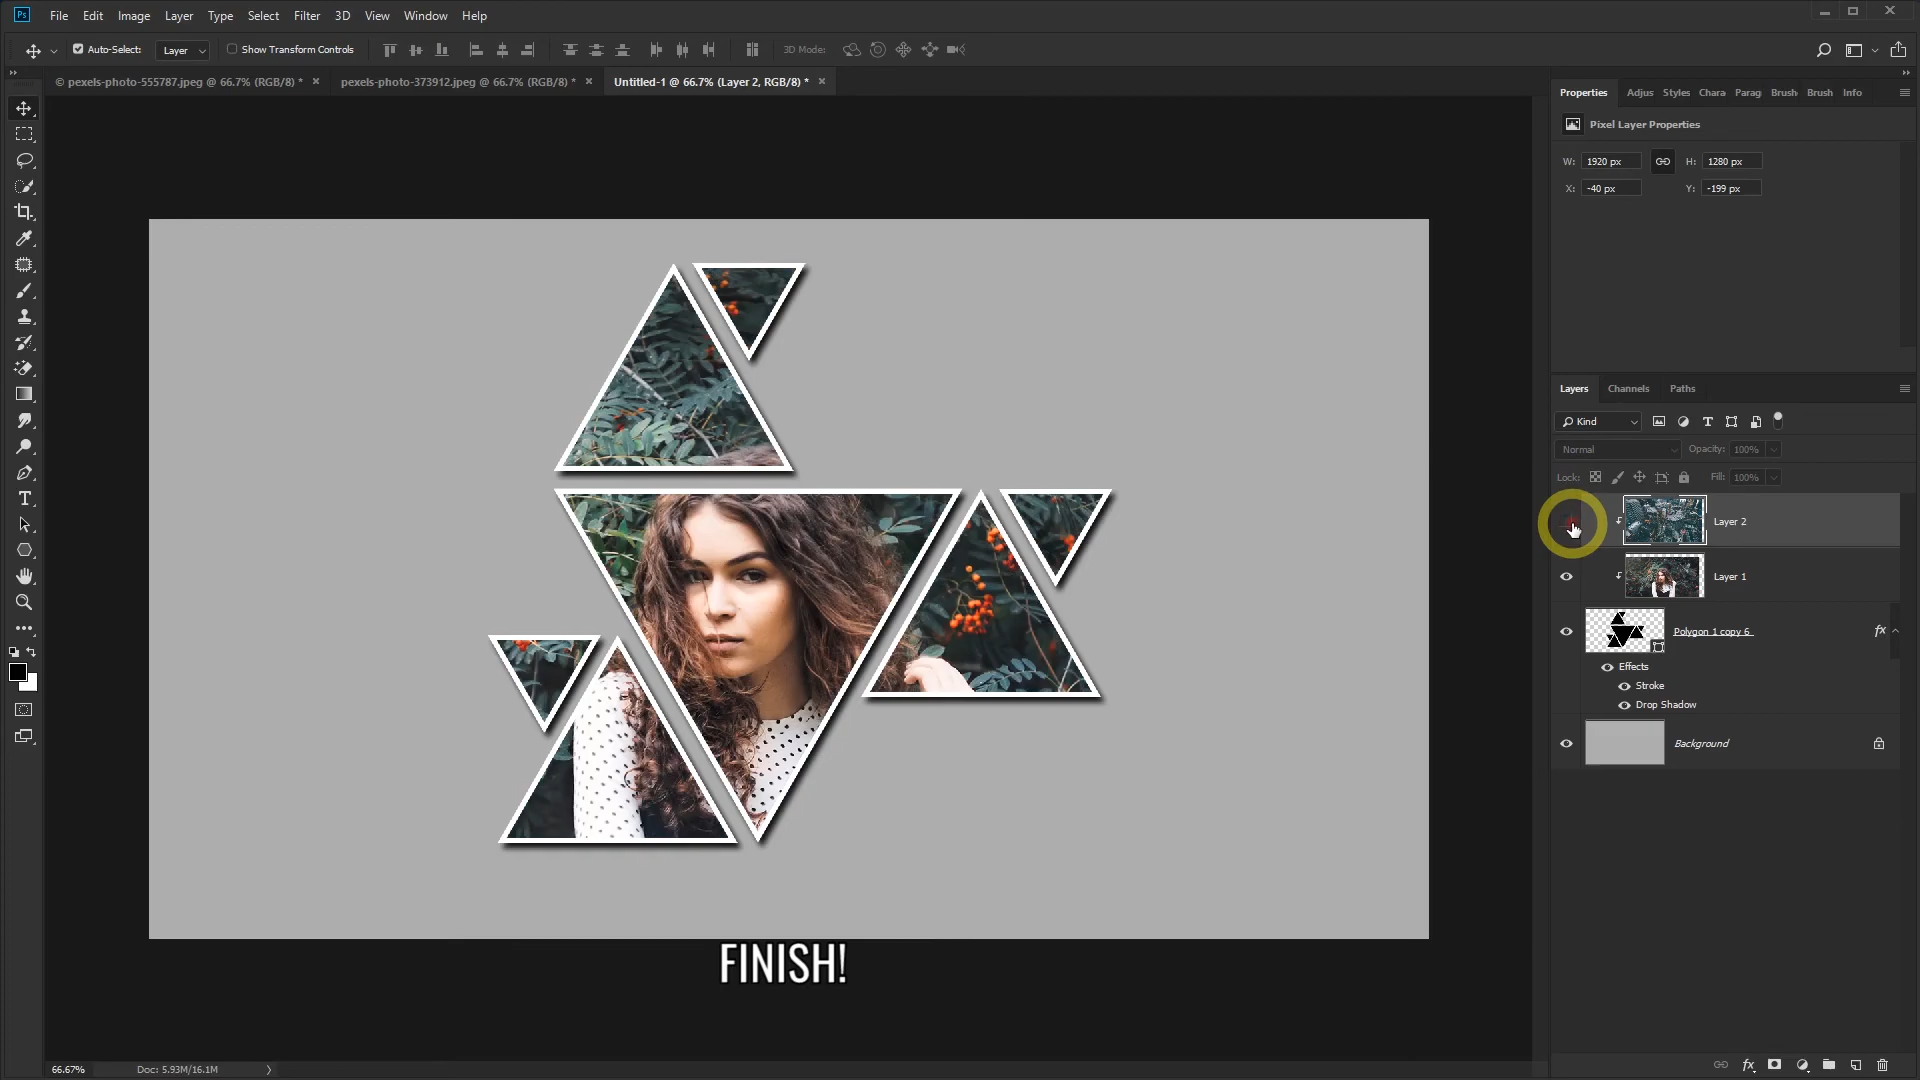 Ps File Edit Image Layer Type Select Filter 3D View Window Help
Auto-Select: Layer Show Transform Controls 3D Mode:
© pexels-photo-555787.jpeg @ 66.7% (RGB/8) * × pexels-photo-373912.jpeg @ 66.7% (RGB/8) * × Untitled-1 @ 66.7% (Layer 2, RGB/8) * ×
Properties Adjus Styles Chara Parag Brush Brush Info
Pixel Layer Properties
W: 1920 px H: 1280 px
X: -40 px Y: -199 px
Layers Channels Paths
Kind
Normal Opacity: 100%
Lock: Fill: 100%
Layer 2
Layer 1
Polygon 1 copy 6 fx
Effects
Stroke
Drop Shadow
Background
FINISH!
66.67% Doc: 5.93M/16.1M
fx